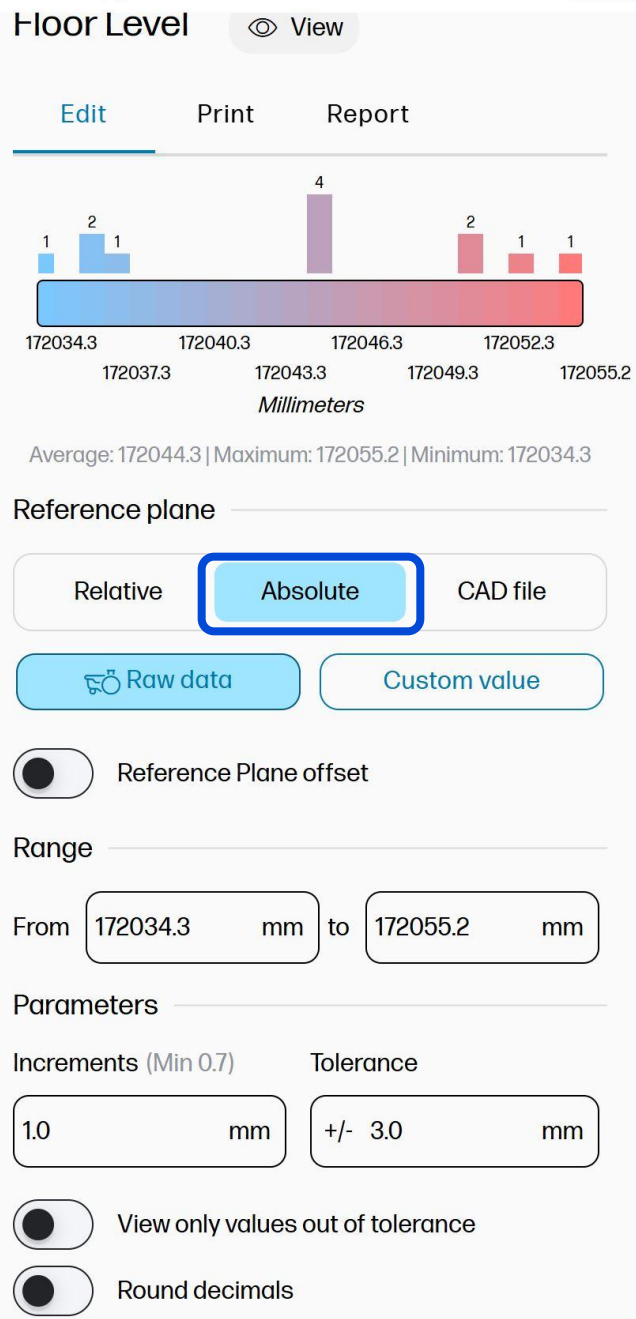 Floor Level View
Edit Print Report
4
2 2
1 1 1 1
172034.3 172040.3 172046.3 172052.3
172037.3 172043.3 172049.3 172055.2
Millimeters
Average: 172044.3 | Maximum: 172055.2 | Minimum: 172034.3
Reference plane
Relative Absolute CAD file
Raw data Custom value
Reference Plane offset
Range
From 172034.3 mm to 172055.2 mm
Parameters
Increments (Min 0.7) Tolerance
1.0 mm +/- 3.0 mm
View only values out of tolerance
Round decimals